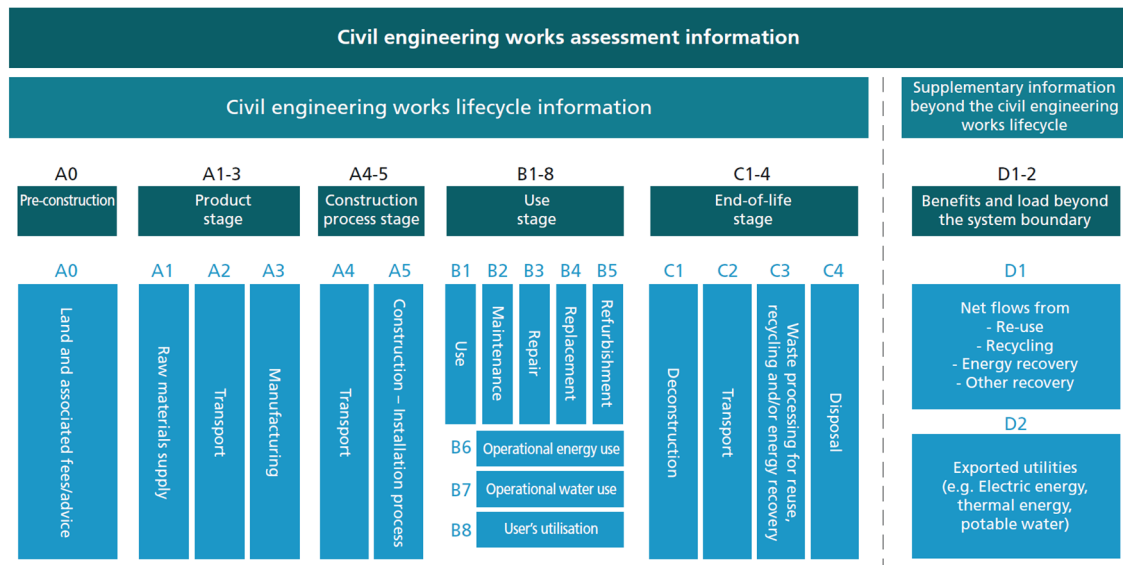 Civil engineering works assessment information
Civil engineering works lifecycle information
Supplementary information
beyond the civil engineering
works lifecycle
A0
Pre-construction
A1-3
Product
stage
A4-5
Construction
process stage
B1-8
Use
stage
C1-4
End-of-life
stage
D1-2
Benefits and load beyond
the system boundary
A0
Land and associated fees/advice
A1
Raw materials supply
A2
Transport
A3
Manufacturing
A4
Transport
A5
Construction – Installation process
B1
Use
B2
Maintenance
B3
Repair
B4
Replacement
B5
Refurbishment
B6
Operational energy use
B7
Operational water use
B8
User's utilisation
C1
Deconstruction
C2
Transport
C3
Waste processing for reuse,
recycling and/or energy
recovery
C4
Disposal
D1
Net flows from
- Re-use
- Recycling
- Energy recovery
- Other recovery
D2
Exported utilities
(e.g. Electric energy,
thermal energy,
potable water)